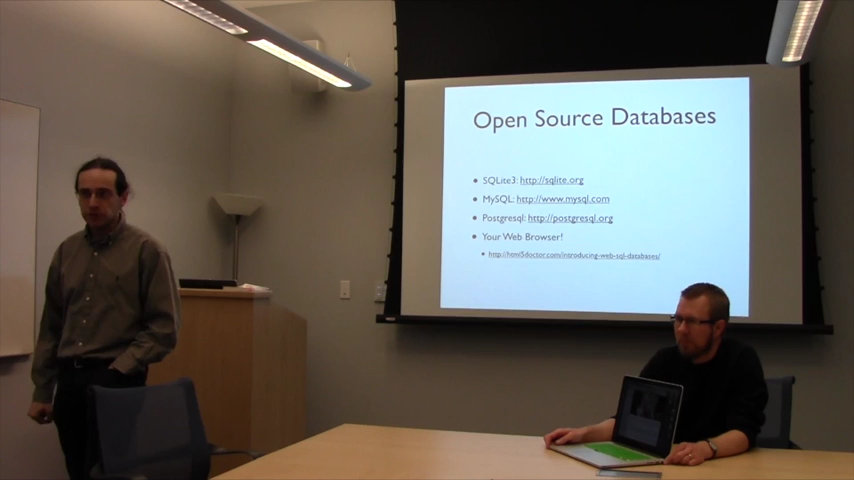 Open Source Databases
• SQLite3: http://sqlite.org
• MySQL: http://www.mysql.com
• Postgresql: http://postgresql.org
• Your Web Browser!
• http://html5doctor.com/introducing-web-sql-databases/